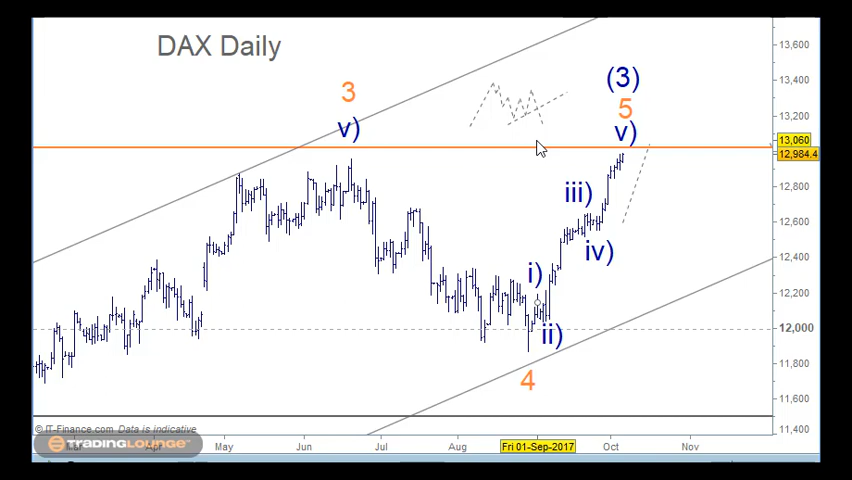 DAX Daily
13,600
13,400
(3)
3
5
13,200
v)
v)
13,060
12,984.4
iii)
12,800
12,600
iv)
12,400
i)
12,200
ii)
12,000
11,800
4
11,600
11,400
© IT-Finance.com Data is indicative
TRADINGLOUNGE
Mar Apr May Jun Jul Aug Fri 01-Sep-2017 Oct Nov